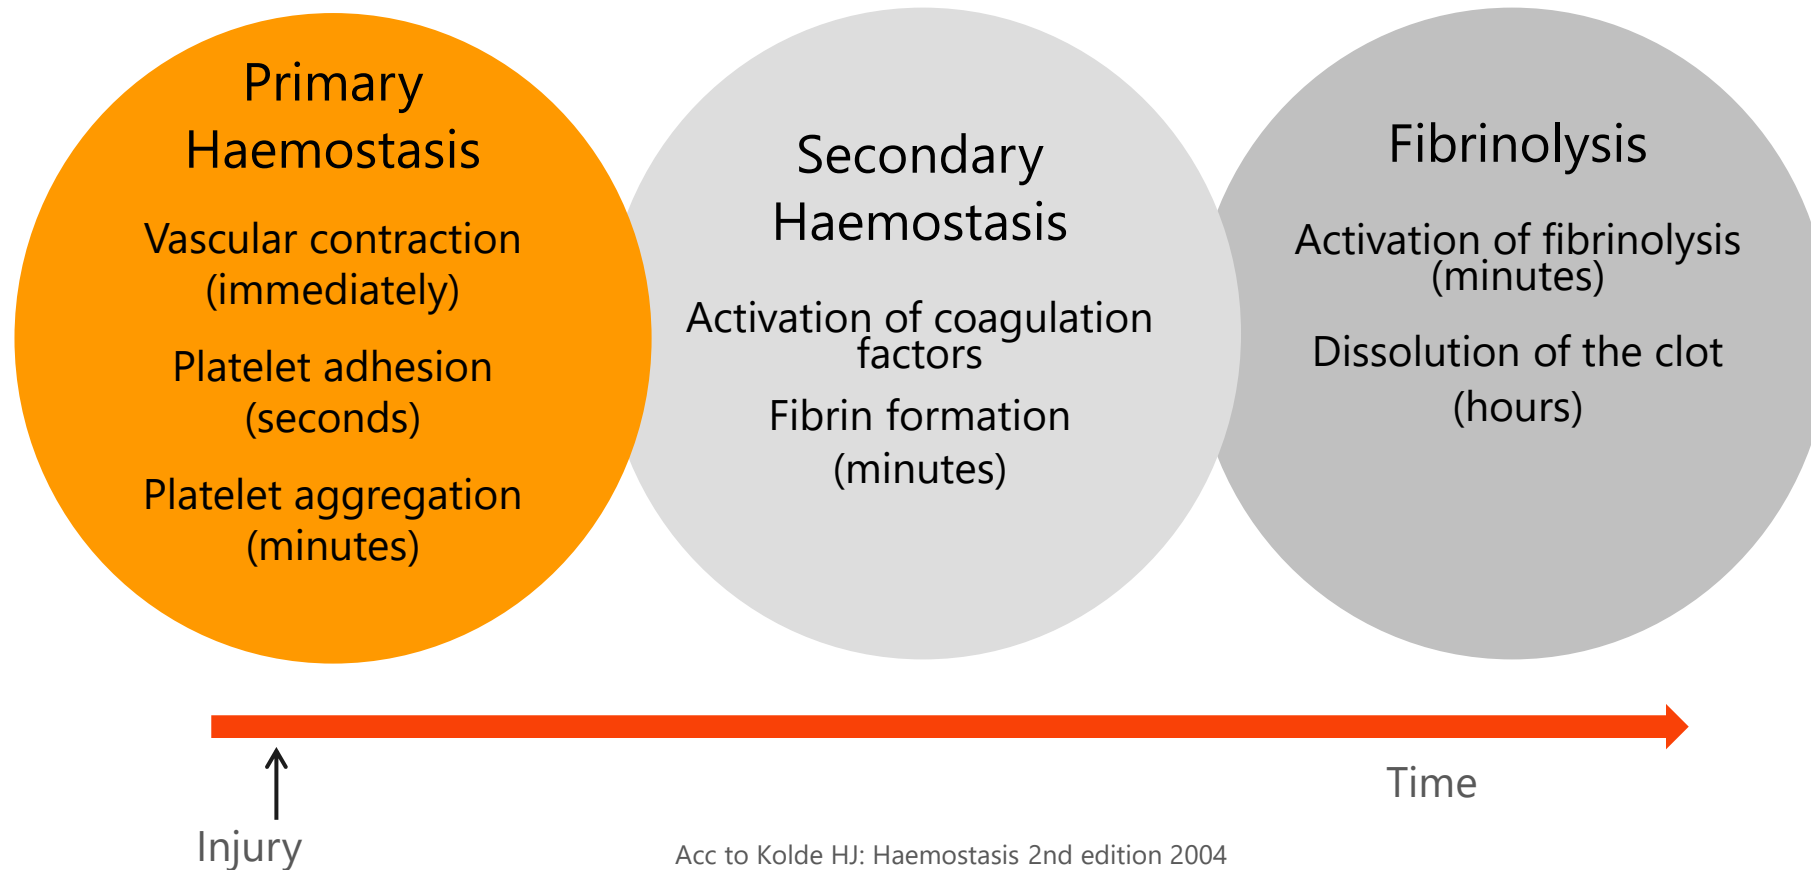 Primary
Haemostasis
Vascular contraction
(immediately)
Platelet adhesion
(seconds)
Platelet aggregation
(minutes)
Secondary
Haemostasis
Activation of coagulation
factors
Fibrin formation
(minutes)
Fibrinolysis
Activation of fibrinolysis
(minutes)
Dissolution of the clot
(hours)
Time
Injury
Acc to Kolde HJ: Haemostasis 2nd edition 2004